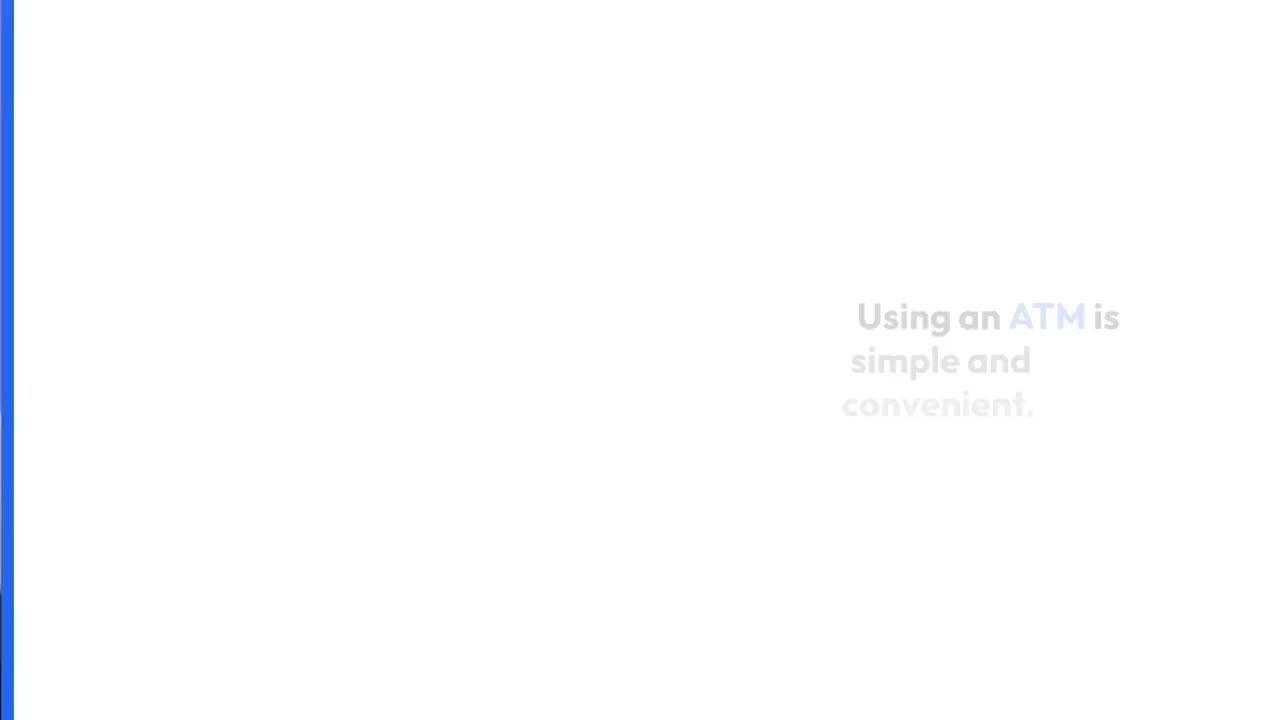 Using an ATM is
simple and
convenient.